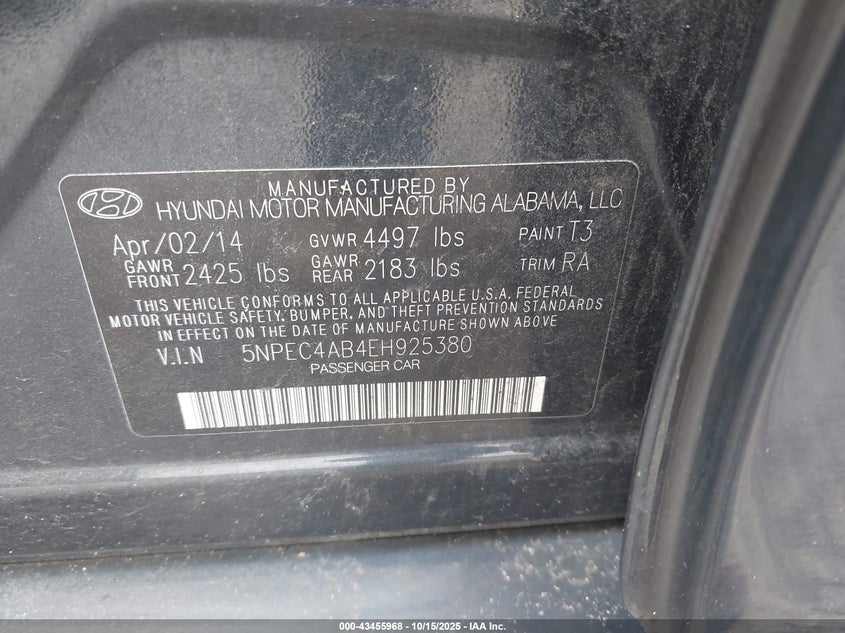 MANUFACTURED BY
HYUNDAI MOTOR MANUFACTURING ALABAMA, LLC
Apr/02/14 GVWR 4497 lbs PAINT T3
GAWR FRONT 2425 lbs GAWR REAR 2183 lbs TRIM RA
THIS VEHICLE CONFORMS TO ALL APPLICABLE U.S.A. FEDERAL
MOTOR VEHICLE SAFETY, BUMPER, AND THEFT PREVENTION STANDARDS
IN EFFECT ON THE DATE OF MANUFACTURE SHOWN ABOVE
V.I.N 5NPEC4AB4EH925380
PASSENGER CAR
000-43455968 - 10/15/2025 - IAA Inc.